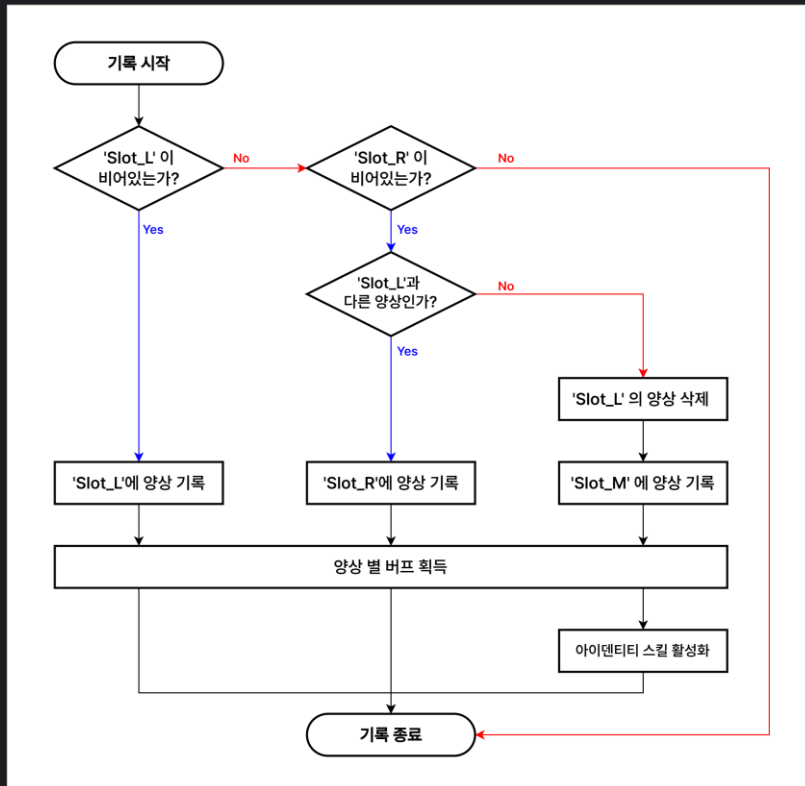 기록 시작
'Slot_L' 이
비어있는가?
No
'Slot_R' 이
비어있는가?
No
Yes
Yes
'Slot_L'과
다른 양상인가?
No
Yes
'Slot_L' 의 양상 삭제
'Slot_L'에 양상 기록
'Slot_R'에 양상 기록
'Slot_M' 에 양상 기록
양상 별 버프 획득
아이덴티티 스킬 활성화
기록 종료